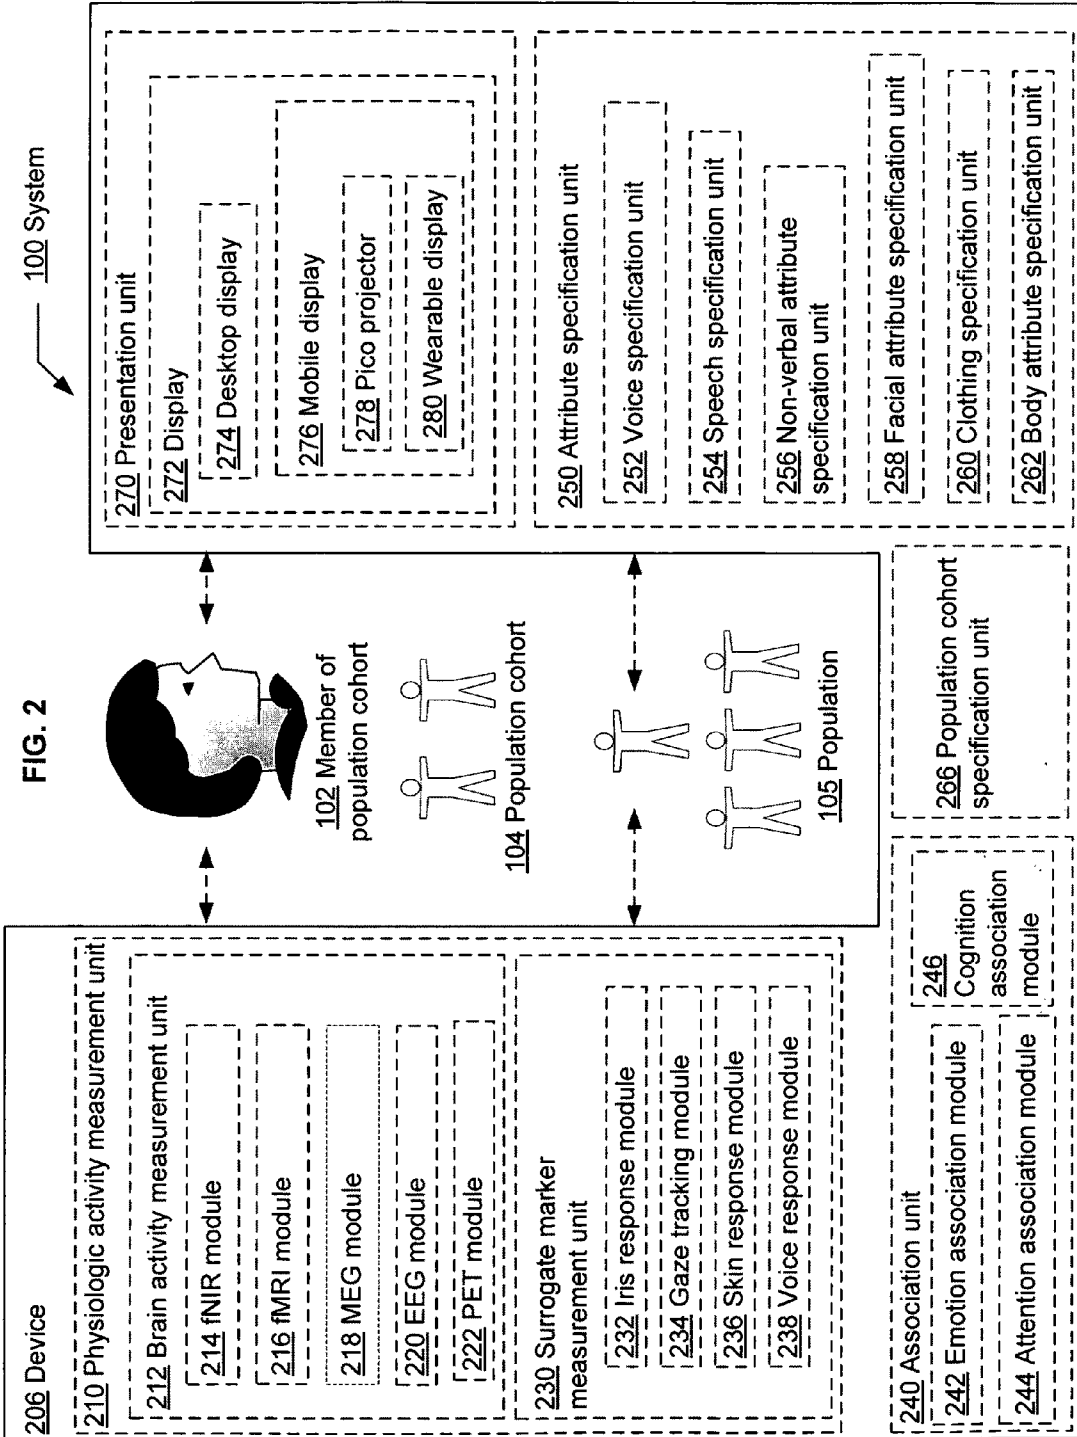 FIG. 2
100 System
206 Device
210 Physiologic activity measurement unit
212 Brain activity measurement unit
214 fNIR module
216 fMRI module
218 MEG module
220 EEG module
222 PET module
230 Surrogate marker
measurement unit
232 Iris response module
234 Gaze tracking module
236 Skin response module
238 Voice response module
240 Association unit
242 Emotion association module
244 Attention association module
246
Cognition
association
module
102 Member of
population cohort
104 Population cohort
105 Population
266 Population cohort
specification unit
270 Presentation unit
272 Display
274 Desktop display
276 Mobile display
278 Pico projector
280 Wearable display
250 Attribute specification unit
252 Voice specification unit
254 Speech specification unit
256 Non-verbal attribute
specification unit
258 Facial attribute specification unit
260 Clothing specification unit
262 Body attribute specification unit